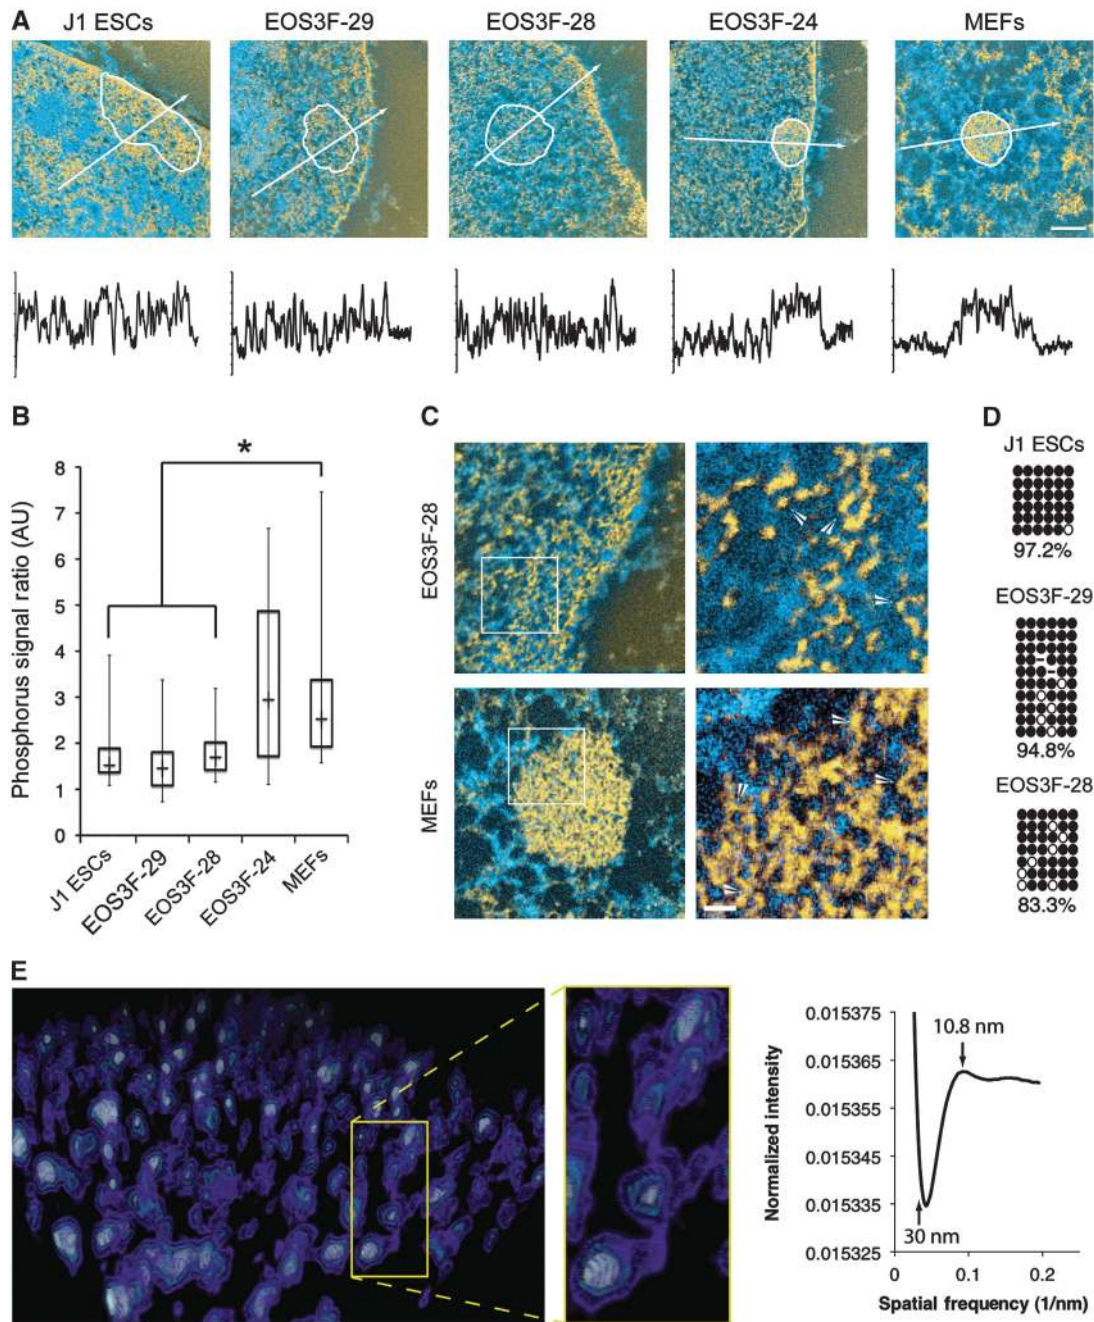 A
J1 ESCs EOS3F-29 EOS3F-28 EOS3F-24 MEFs
B
*
Phosphorus signal ratio (AU)
8
7
6
5
4
3
2
1
0
J1 ESCs
EOS3F-29
EOS3F-28
EOS3F-24
MEFs
C
EOS3F-28
MEFs
D
J1 ESCs
97.2%
EOS3F-29
94.8%
EOS3F-28
83.3%
E
Normalized intensity
0.015375
0.015365
0.015355
0.015345
0.015335
0.015325
10.8 nm
30 nm
0 0.1 0.2
Spatial frequency (1/nm)